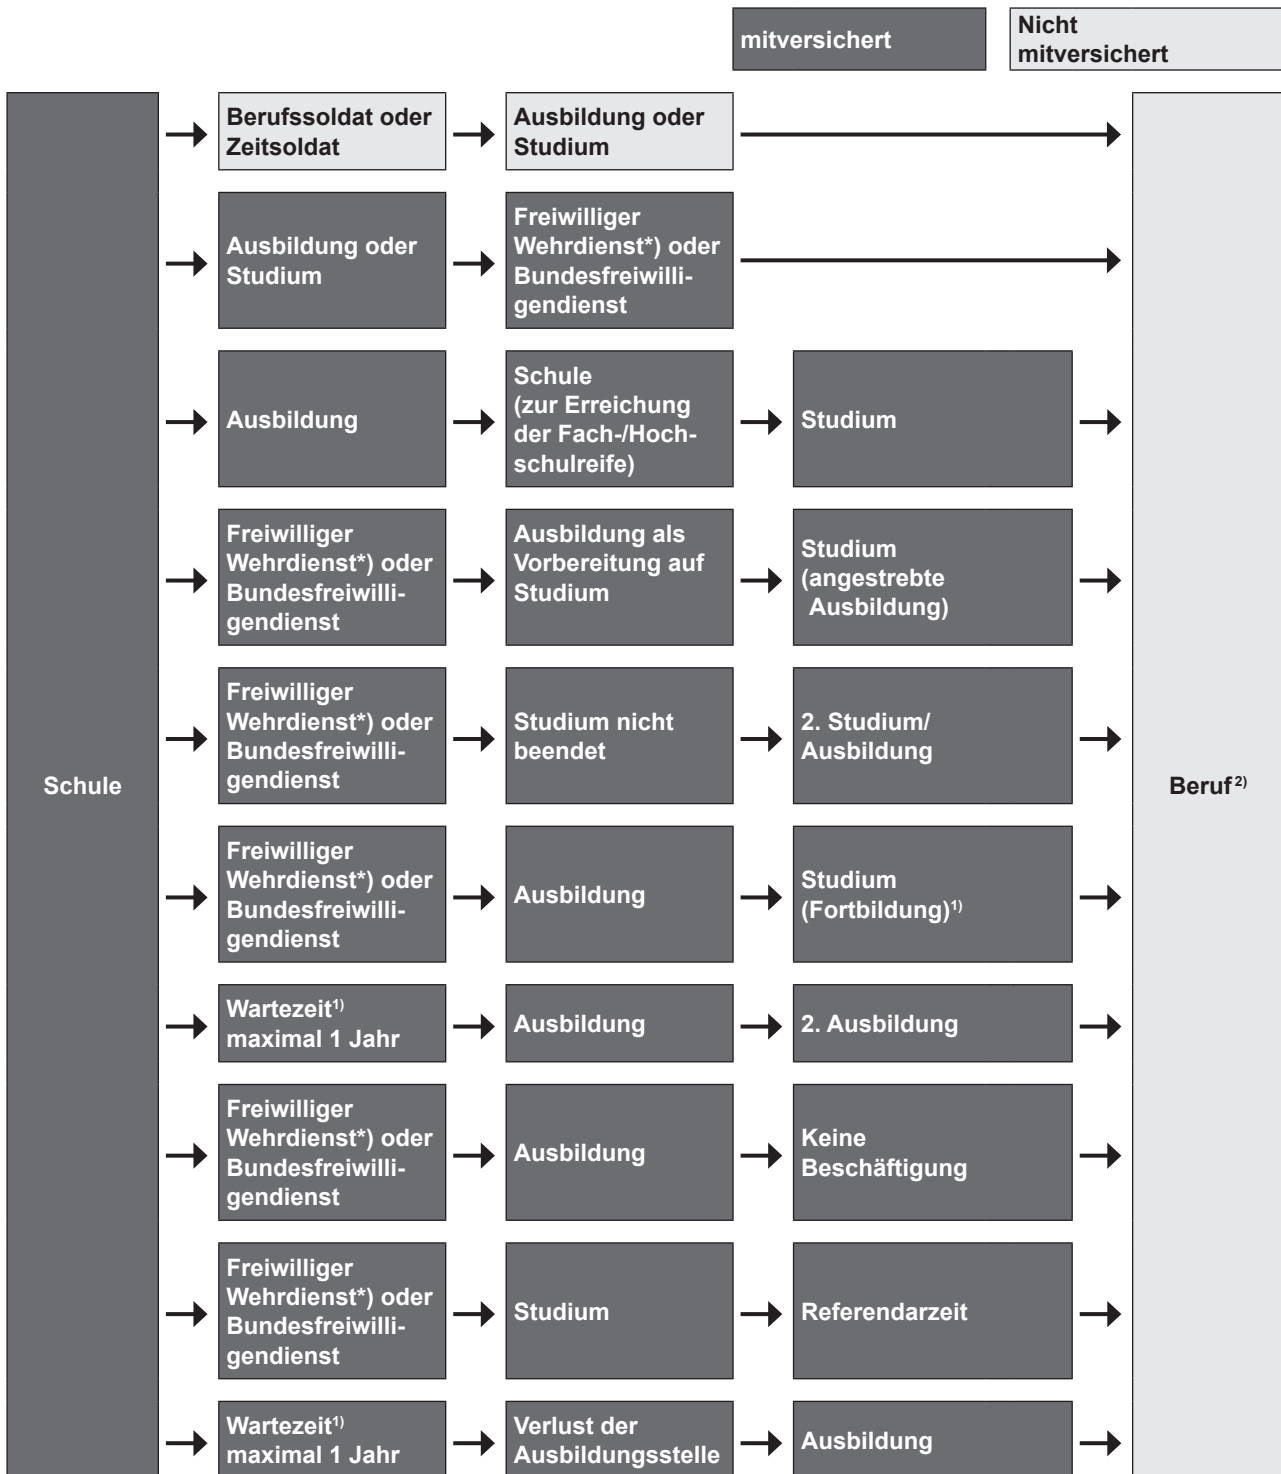 mitversichert
Nicht
mitversichert
Schule
Berufssoldat oder
Zeitsoldat
Ausbildung oder
Studium
Ausbildung oder
Studium
Freiwilliger
Wehrdienst*) oder
Bundesfreiwilli-
gendienst
Ausbildung
Schule
(zur Erreichung
der Fach-/Hoch-
schulreife)
Studium
Freiwilliger
Wehrdienst*) oder
Bundesfreiwilli-
gendienst
Ausbildung als
Vorbereitung auf
Studium
Studium
(angestrebte
Ausbildung)
Freiwilliger
Wehrdienst*) oder
Bundesfreiwilli-
gendienst
Studium nicht
beendet
2. Studium/
Ausbildung
Freiwilliger
Wehrdienst*) oder
Bundesfreiwilli-
gendienst
Ausbildung
Studium
(Fortbildung)1)
Wartezeit1)
maximal 1 Jahr
Ausbildung
2. Ausbildung
Freiwilliger
Wehrdienst*) oder
Bundesfreiwilli-
gendienst
Ausbildung
Keine
Beschäftigung
Freiwilliger
Wehrdienst*) oder
Bundesfreiwilli-
gendienst
Studium
Referendarzeit
Wartezeit1)
maximal 1 Jahr
Verlust der
Ausbildungsstelle
Ausbildung
Beruf2)